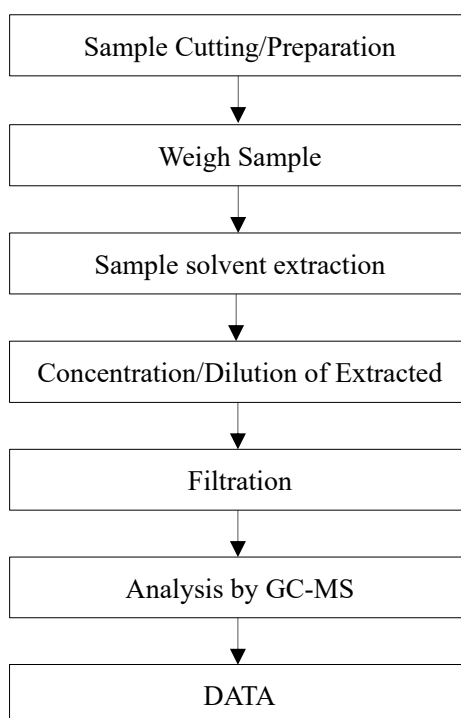 Sample Cutting/Preparation
Weigh Sample
Sample solvent extraction
Concentration/Dilution of Extracted
Filtration
Analysis by GC-MS
DATA